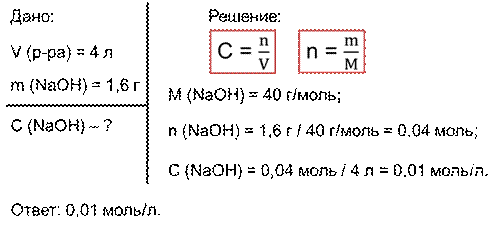 Дано:
V (р-ра) = 4 л
m (NaOH) = 1,6 г
C (NaOH) – ?
Решение:
C = n/V
n = m/M
M (NaOH) = 40 г/моль;
n (NaOH) = 1,6 г / 40 г/моль = 0,04 моль;
C (NaOH) = 0,04 моль / 4 л = 0,01 моль/л.
Ответ: 0,01 моль/л.